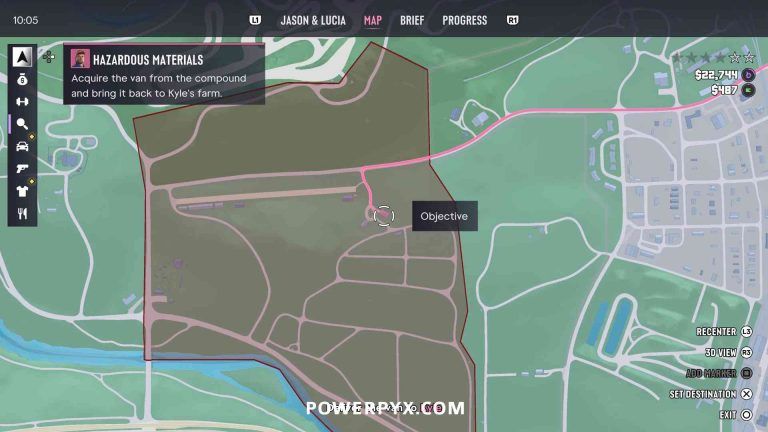 10:05
L1 JASON & LUCIA MAP BRIEF PROGRESS R1
HAZARDOUS MATERIALS
Acquire the van from the compound
and bring it back to Kyle's farm.
$22,744
$487
Objective
RECENTER L3
3D VIEW R3
ADD MARKER
SET DESTINATION
EXIT
POWERPYX.COM